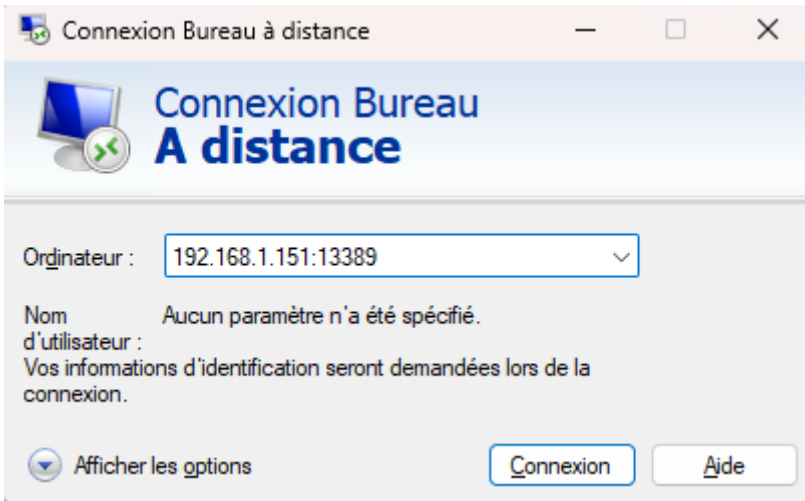 Connexion Bureau à distance
Connexion Bureau
A distance
Ordinateur :
192.168.1.151:13389
Nom
d'utilisateur :
Aucun paramètre n'a été spécifié.
Vos informations d'identification seront demandées lors de la
connexion.
Afficher les options
Connexion
Aide